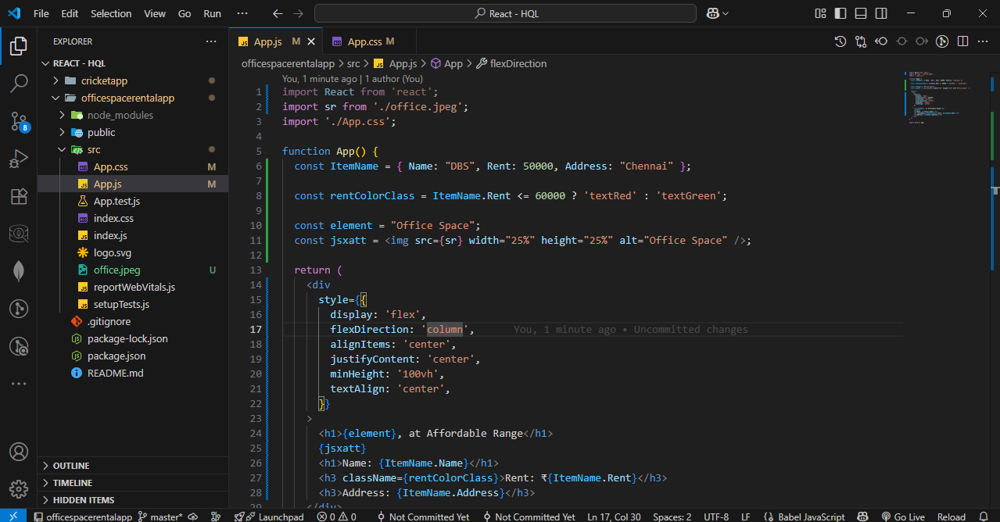 File Edit Selection View Go Run ··· React - HQL
EXPLORER ···
REACT - HQL
cricketapp
officespacerentalapp
node_modules
public
src
App.css M
App.js M
App.test.js
index.css
index.js
logo.svg
office.jpeg U
reportWebVitals.js
setupTests.js
.gitignore
package-lock.json
package.json
README.md
OUTLINE
TIMELINE
HIDDEN ITEMS
8
App.js M App.css M
officespacerentalapp > src > App.js > App > flexDirection
You, 1 minute ago | 1 author (You)
1 import React from 'react';
2 import sr from './office.jpeg';
3 import './App.css';
4
5 function App() {
6 const ItemName = { Name: "DBS", Rent: 50000, Address: "Chennai" };
7
8 const rentColorClass = ItemName.Rent <= 60000 ? 'textRed' : 'textGreen';
9
10 const element = "Office Space";
11 const jsxatt = <img src={sr} width="25%" height="25%" alt="Office Space" />;
12
13 return (
14 <div
15 style={{
16 display: 'flex',
17 flexDirection: 'column', You, 1 minute ago • Uncommitted changes
18 alignItems: 'center',
19 justifyContent: 'center',
20 minHeight: '100vh',
21 textAlign: 'center',
22 }}
23 >
24 <h1>{element}, at Affordable Range</h1>
25 {jsxatt}
26 <h1>Name: {ItemName.Name}</h1>
27 <h3 className={rentColorClass}>Rent: ₹{ItemName.Rent}</h3>
28 <h3>Address: {ItemName.Address}</h3>
29 </div>
officespacerentalapp master* Launchpad 0 0 Not Committed Yet Not Committed Yet Ln 17, Col 30 Spaces: 2 UTF-8 LF {} Babel JavaScript Go Live Reload